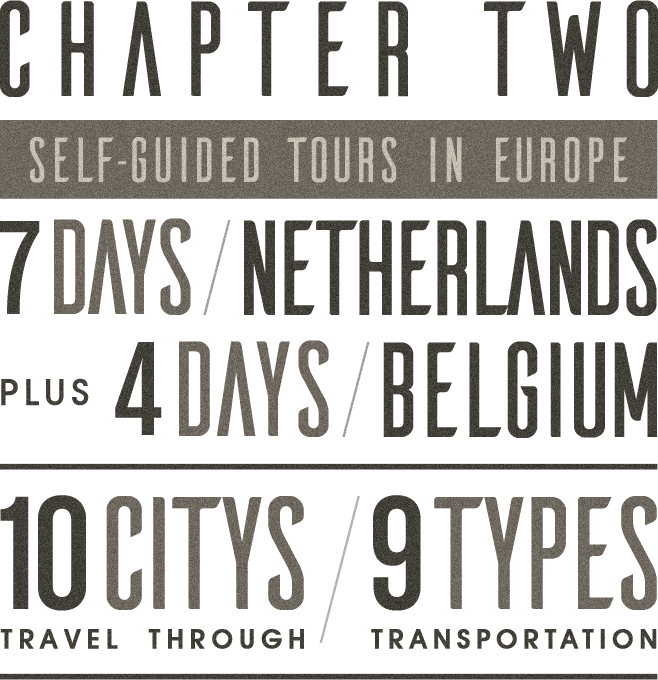 CHAPTER TWO
SELF-GUIDED TOURS IN EUROPE
7 DAYS / NETHERLANDS
PLUS 4 DAYS / BELGIUM
10 CITYS / 9 TYPES
TRAVEL THROUGH TRANSPORTATION